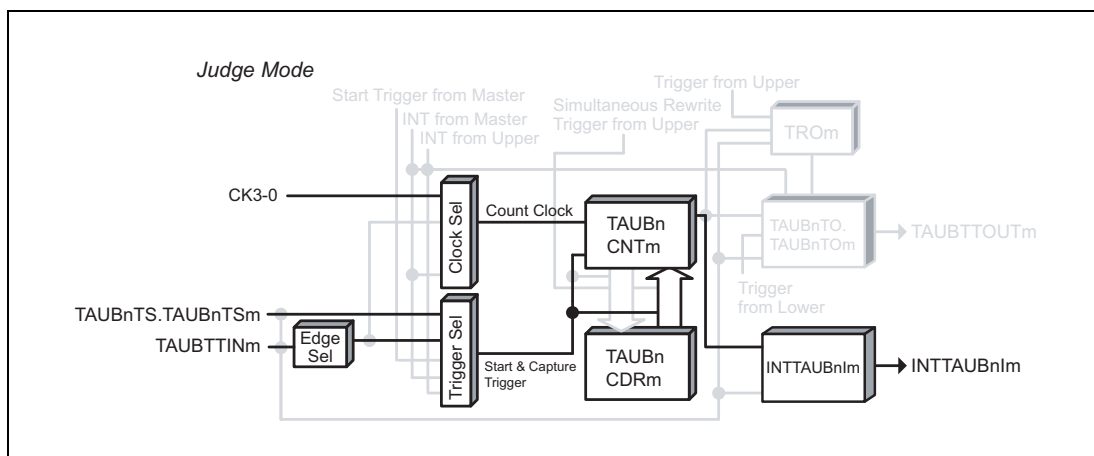 Judge Mode
Start Trigger from Master
INT from Master
INT from Upper
Simultaneous Rewrite
Trigger from Upper
Trigger from Upper
TROm
CK3-0
Clock Sel
Count Clock
TAUBn
CNTm
TAUBnTO.
TAUBnTOm
TAUBTTOUTm
Trigger
from Lower
TAUBnTS.TAUBnTSm
TAUBTTINm
Edge
Sel
Trigger Sel
Start & Capture
Trigger
TAUBn
CDRm
INTTAUBnIm
INTTAUBnIm